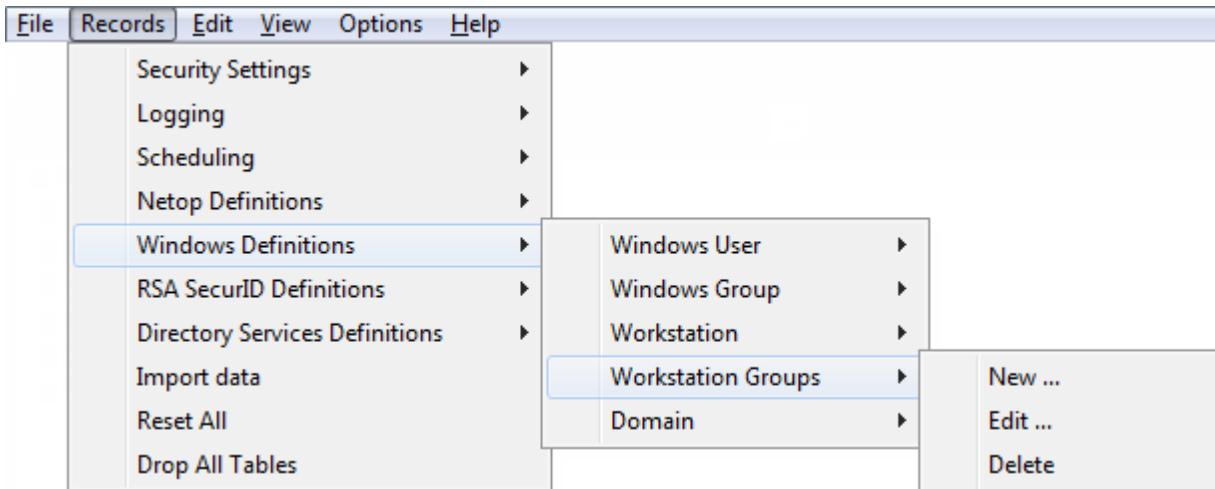 File Records Edit View Options Help
Security Settings
Logging
Scheduling
Netop Definitions
Windows Definitions
RSA SecurID Definitions
Directory Services Definitions
Import data
Reset All
Drop All Tables
Windows User
Windows Group
Workstation
Workstation Groups
Domain
New ...
Edit ...
Delete